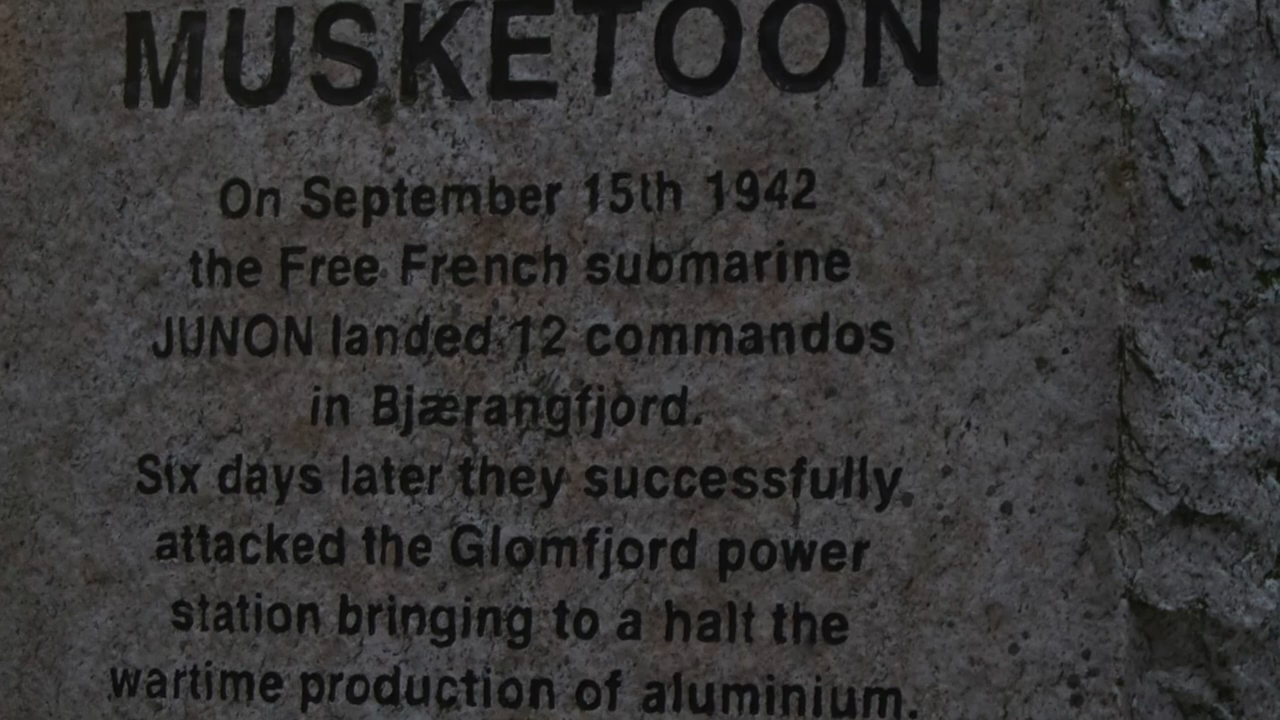 MUSKETOON
On September 15th 1942
the Free French submarine
JUNON landed 12 commandos
in Bjærangfjord.
Six days later they successfully
attacked the Glomfjord power
station bringing to a halt the
wartime production of aluminium.